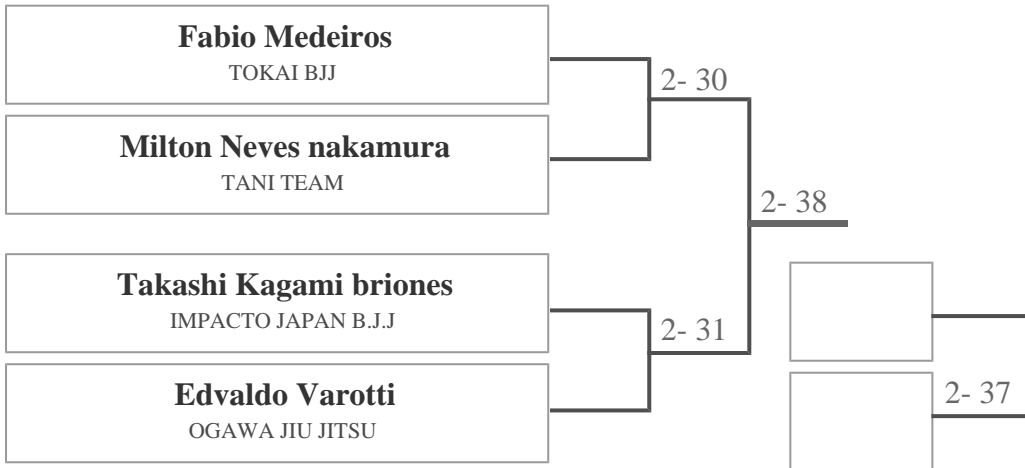 Fabio Medeiros
TOKAI BJJ
2- 30
Milton Neves nakamura
TANI TEAM
2- 38
Takashi Kagami briones
IMPACTO JAPAN B.J.J
2- 31
Edvaldo Varotti
OGAWA JIU JITSU
2- 37